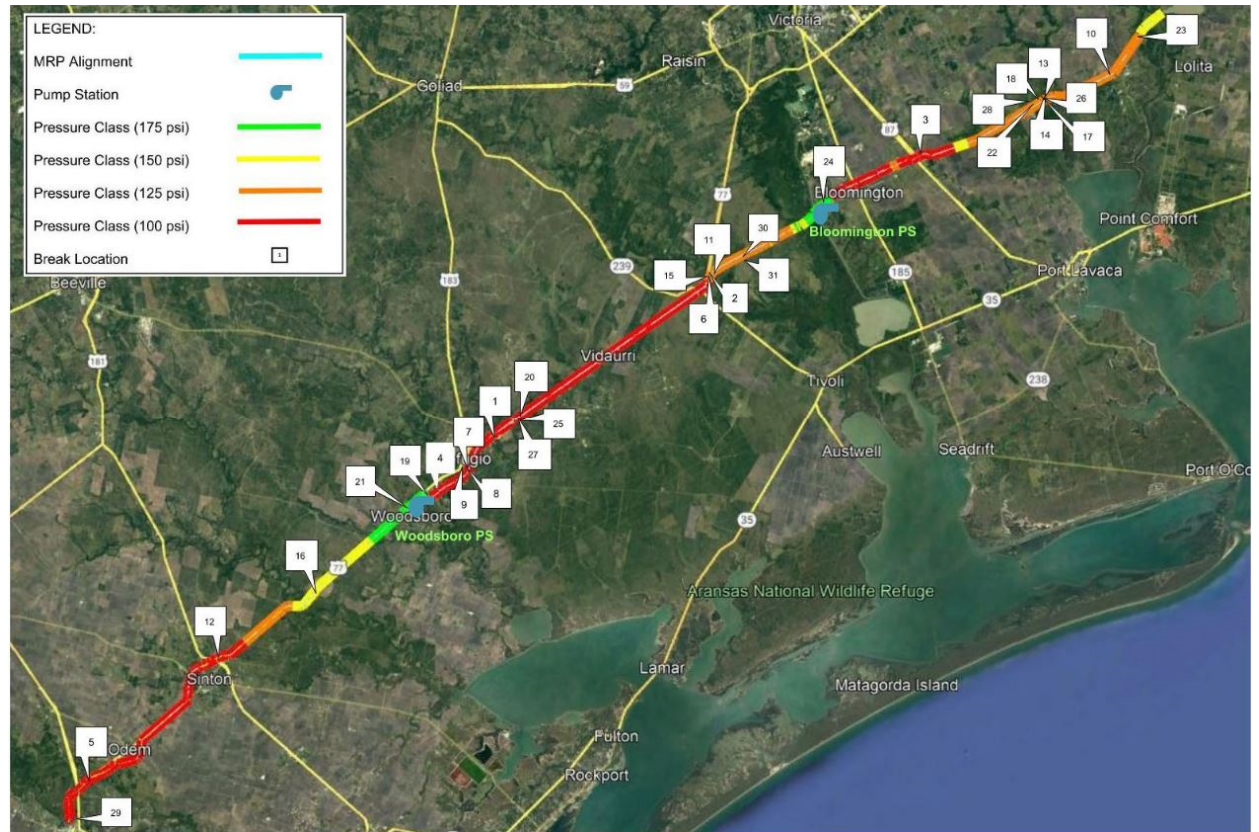 LEGEND:
MRP Alignment
Pump Station
Pressure Class (175 psi)
Pressure Class (150 psi)
Pressure Class (125 psi)
Pressure Class (100 psi)
Break Location
1
Victoria
Raisin
59
Goliad
10
23
Lolita
13
18
26
28
14
17
22
87
3
24
Bloomington
Bloomington PS
77
Point Comfort
11
30
239
15
31
2
6
185
Port Lavaca
35
183
Beeville
181
Vidaurri
Tivoli
238
20
1
25
7
27
Austwell
Seadrift
19
4
21
9
8
Port O'Co
Woodsboro
Woodsboro PS
35
16
77
Aransas National Wildlife Refuge
12
Sinton
Lamar
Matagorda Island
5
Odem
Fulton
Rockport
29